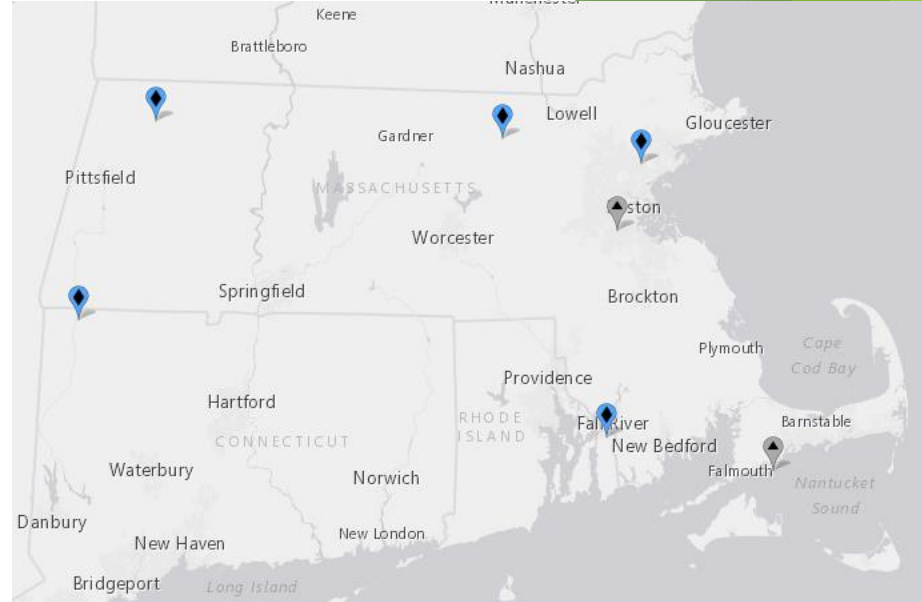 Keene
Brattleboro
Nashua
Lowell
Gloucester
Gardner
Pittsfield
MASSACHUSETTS
ston
Worcester
Springfield
Brockton
Plymouth
Cape
Cod Bay
Providence
Hartford
RHODE
ISLAND
Fall River
Barnstable
CONNECTICUT
New Bedford
Waterbury
Norwich
Falmouth
Nantucket
Sound
Danbury
New Haven
New London
Bridgeport
Long Island